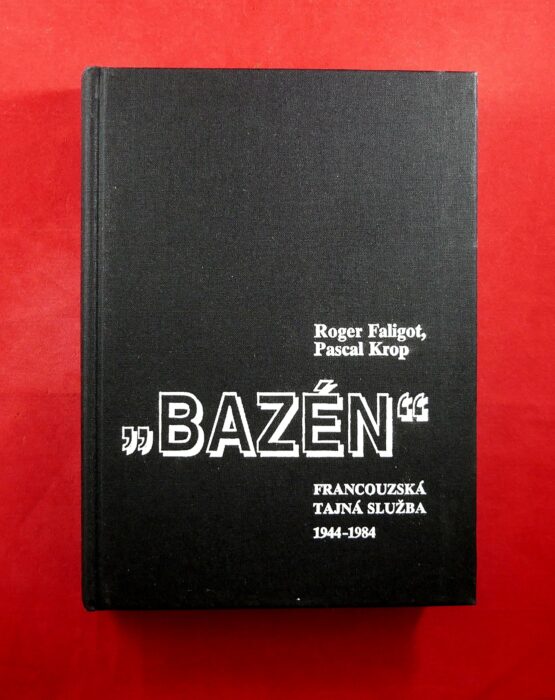 Roger Faligot,
Pascal Krop
„BAZÉN“
FRANCOUZSKÁ
TAJNÁ SLUŽBA
1944–1984